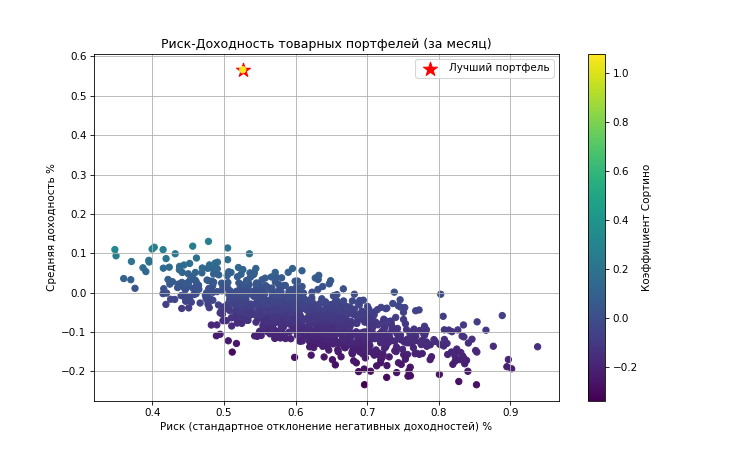 Риск-Доходность товарных портфелей (за месяц)
Лучший портфель
Средняя доходность %
0.6
0.5
0.4
0.3
0.2
0.1
0.0
−0.1
−0.2
0.4 0.5 0.6 0.7 0.8 0.9
Риск (стандартное отклонение негативных доходностей) %
1.0
0.8
0.6
0.4
0.2
0.0
−0.2
Коэффициент Сортино